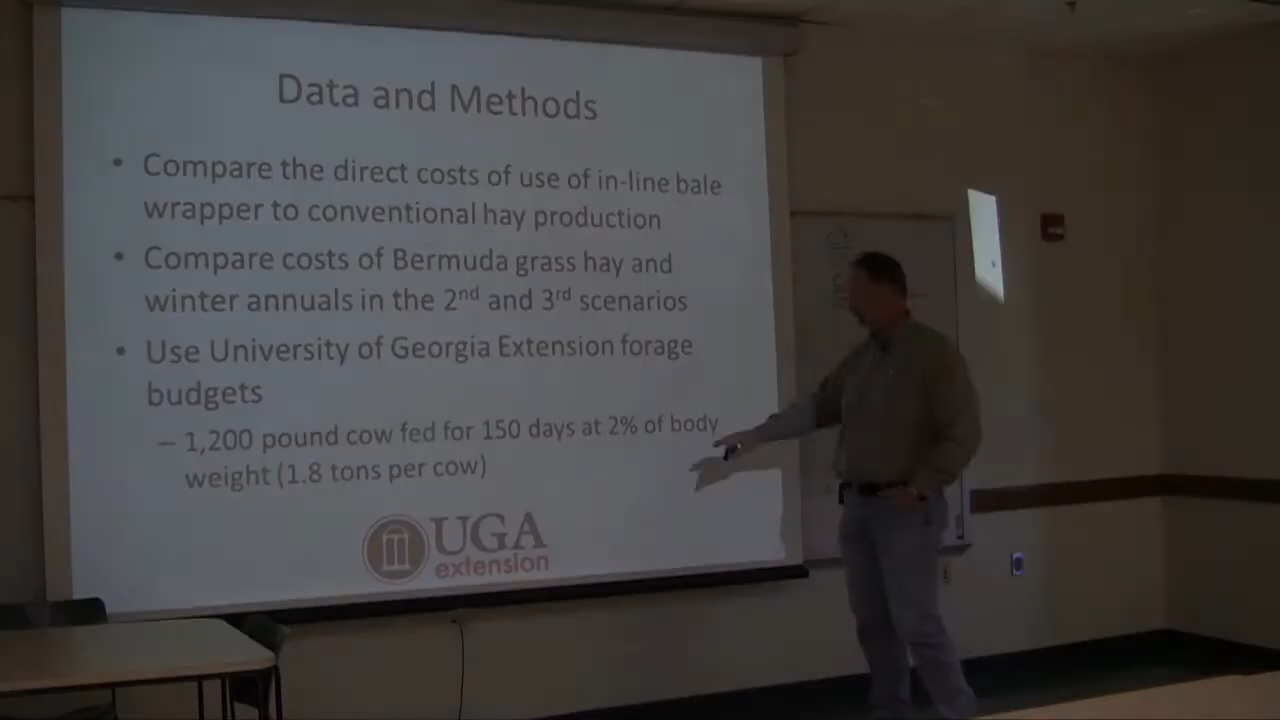 Data and Methods
• Compare the direct costs of use of in-line bale
wrapper to conventional hay production
• Compare costs of Bermuda grass hay and
winter annuals in the 2nd and 3rd scenarios
• Use University of Georgia Extension forage
budgets
– 1,200 pound cow fed for 150 days at 2% of body
weight (1.8 tons per cow)
UGA
extension